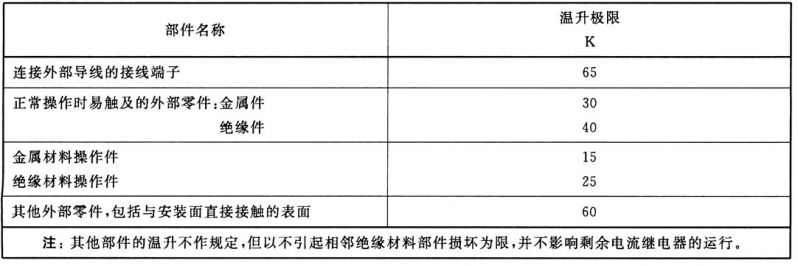 部件名称
温升极限
K
连接外部导线的接线端子 65
正常操作时易触及的外部零件:金属件 30
绝缘件 40
金属材料操作件 15
绝缘材料操作件 25
其他外部零件,包括与安装面直接接触的表面 60
注:其他部件的温升不作规定,但以不引起相邻绝缘材料部件损坏为限,并不影响剩余电流继电器的运行。